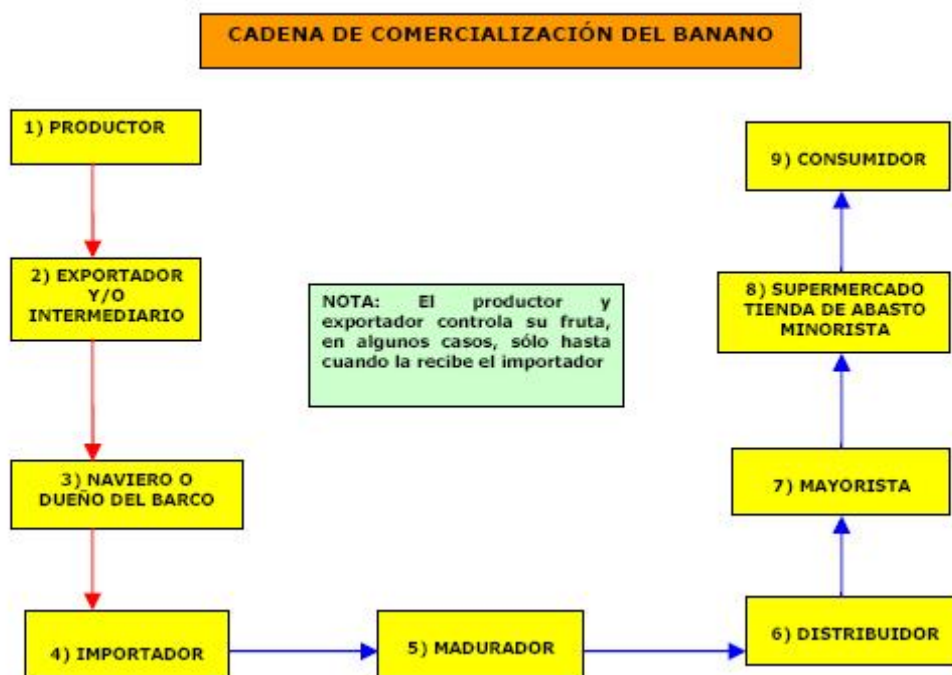 CADENA DE COMERCIALIZACIÓN DEL BANANO
1) PRODUCTOR
2) EXPORTADOR
Y/O
INTERMEDIARIO
3) NAVIERO O
DUEÑO DEL BARCO
4) IMPORTADOR
5) MADURADOR
6) DISTRIBUIDOR
7) MAYORISTA
8) SUPERMERCADO
TIENDA DE ABASTO
MINORISTA
9) CONSUMIDOR
NOTA: El productor y
exportador controla su fruta,
en algunos casos, sólo hasta
cuando la recibe el importador